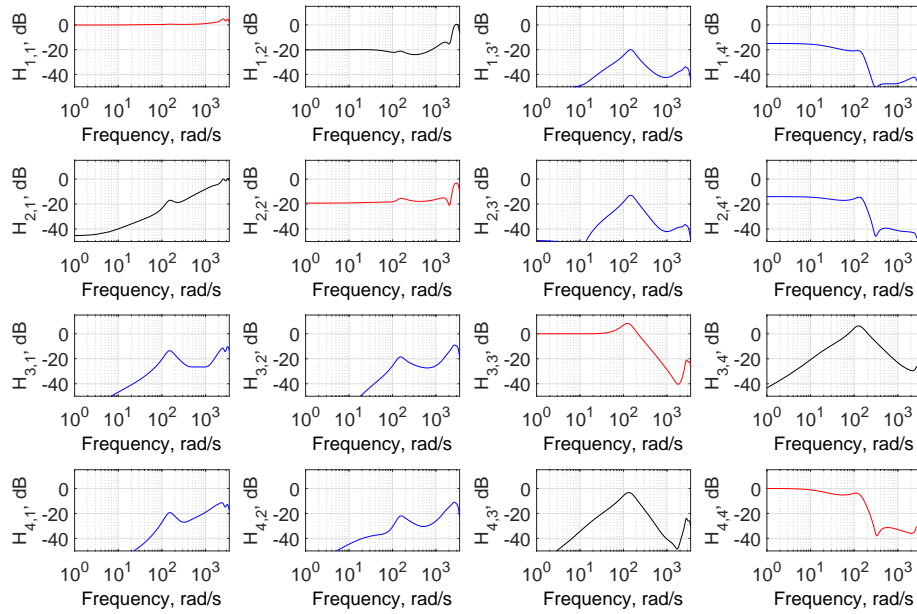 H1,1, dB
0
-20
-40
10^0 10^1 10^2 10^3
Frequency, rad/s
H1,2, dB
0
-20
-40
10^0 10^1 10^2 10^3
Frequency, rad/s
H1,3, dB
0
-20
-40
10^0 10^1 10^2 10^3
Frequency, rad/s
H1,4, dB
0
-20
-40
10^0 10^1 10^2 10^3
Frequency, rad/s
H2,1, dB
0
-20
-40
10^0 10^1 10^2 10^3
Frequency, rad/s
H2,2, dB
0
-20
-40
10^0 10^1 10^2 10^3
Frequency, rad/s
H2,3, dB
0
-20
-40
10^0 10^1 10^2 10^3
Frequency, rad/s
H2,4, dB
0
-20
-40
10^0 10^1 10^2 10^3
Frequency, rad/s
H3,1, dB
0
-20
-40
10^0 10^1 10^2 10^3
Frequency, rad/s
H3,2, dB
0
-20
-40
10^0 10^1 10^2 10^3
Frequency, rad/s
H3,3, dB
0
-20
-40
10^0 10^1 10^2 10^3
Frequency, rad/s
H3,4, dB
0
-20
-40
10^0 10^1 10^2 10^3
Frequency, rad/s
H4,1, dB
0
-20
-40
10^0 10^1 10^2 10^3
Frequency, rad/s
H4,2, dB
0
-20
-40
10^0 10^1 10^2 10^3
Frequency, rad/s
H4,3, dB
0
-20
-40
10^0 10^1 10^2 10^3
Frequency, rad/s
H4,4, dB
0
-20
-40
10^0 10^1 10^2 10^3
Frequency, rad/s